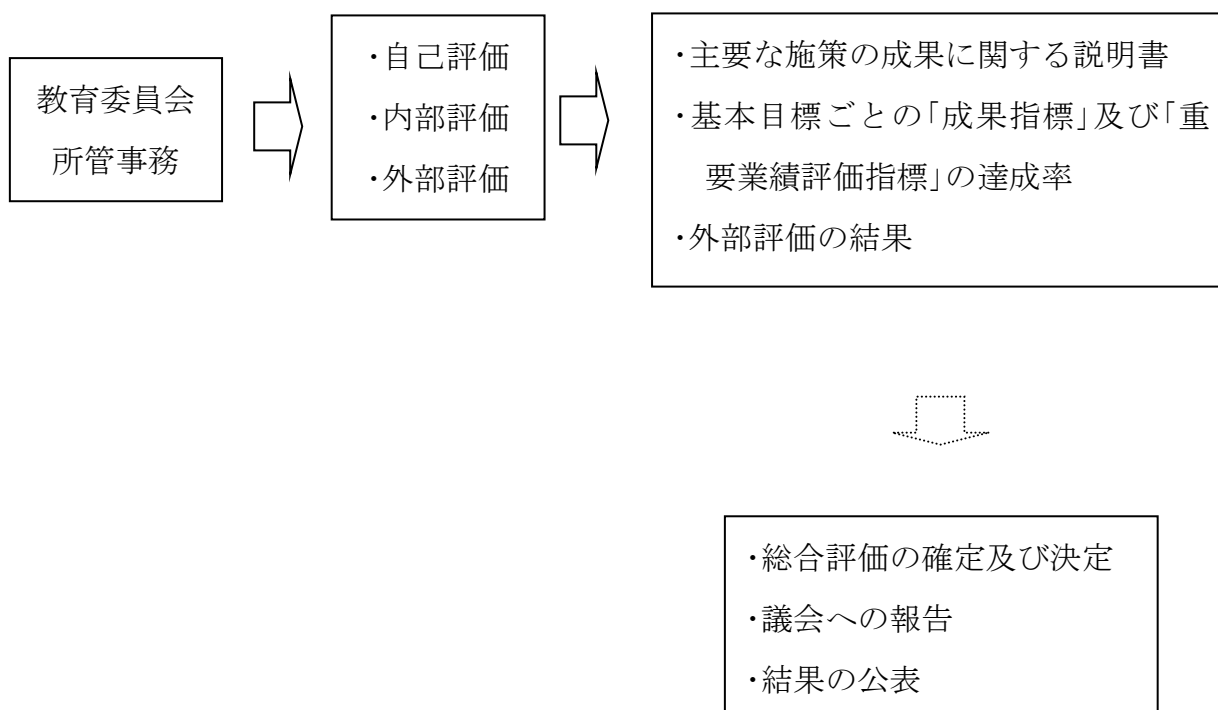 教育委員会
所管事務
・自己評価
・内部評価
・外部評価
・主要な施策の成果に関する説明書
・基本目標ごとの「成果指標」及び「重
要業績評価指標」の達成率
・外部評価の結果
・総合評価の確定及び決定
・議会への報告
・結果の公表